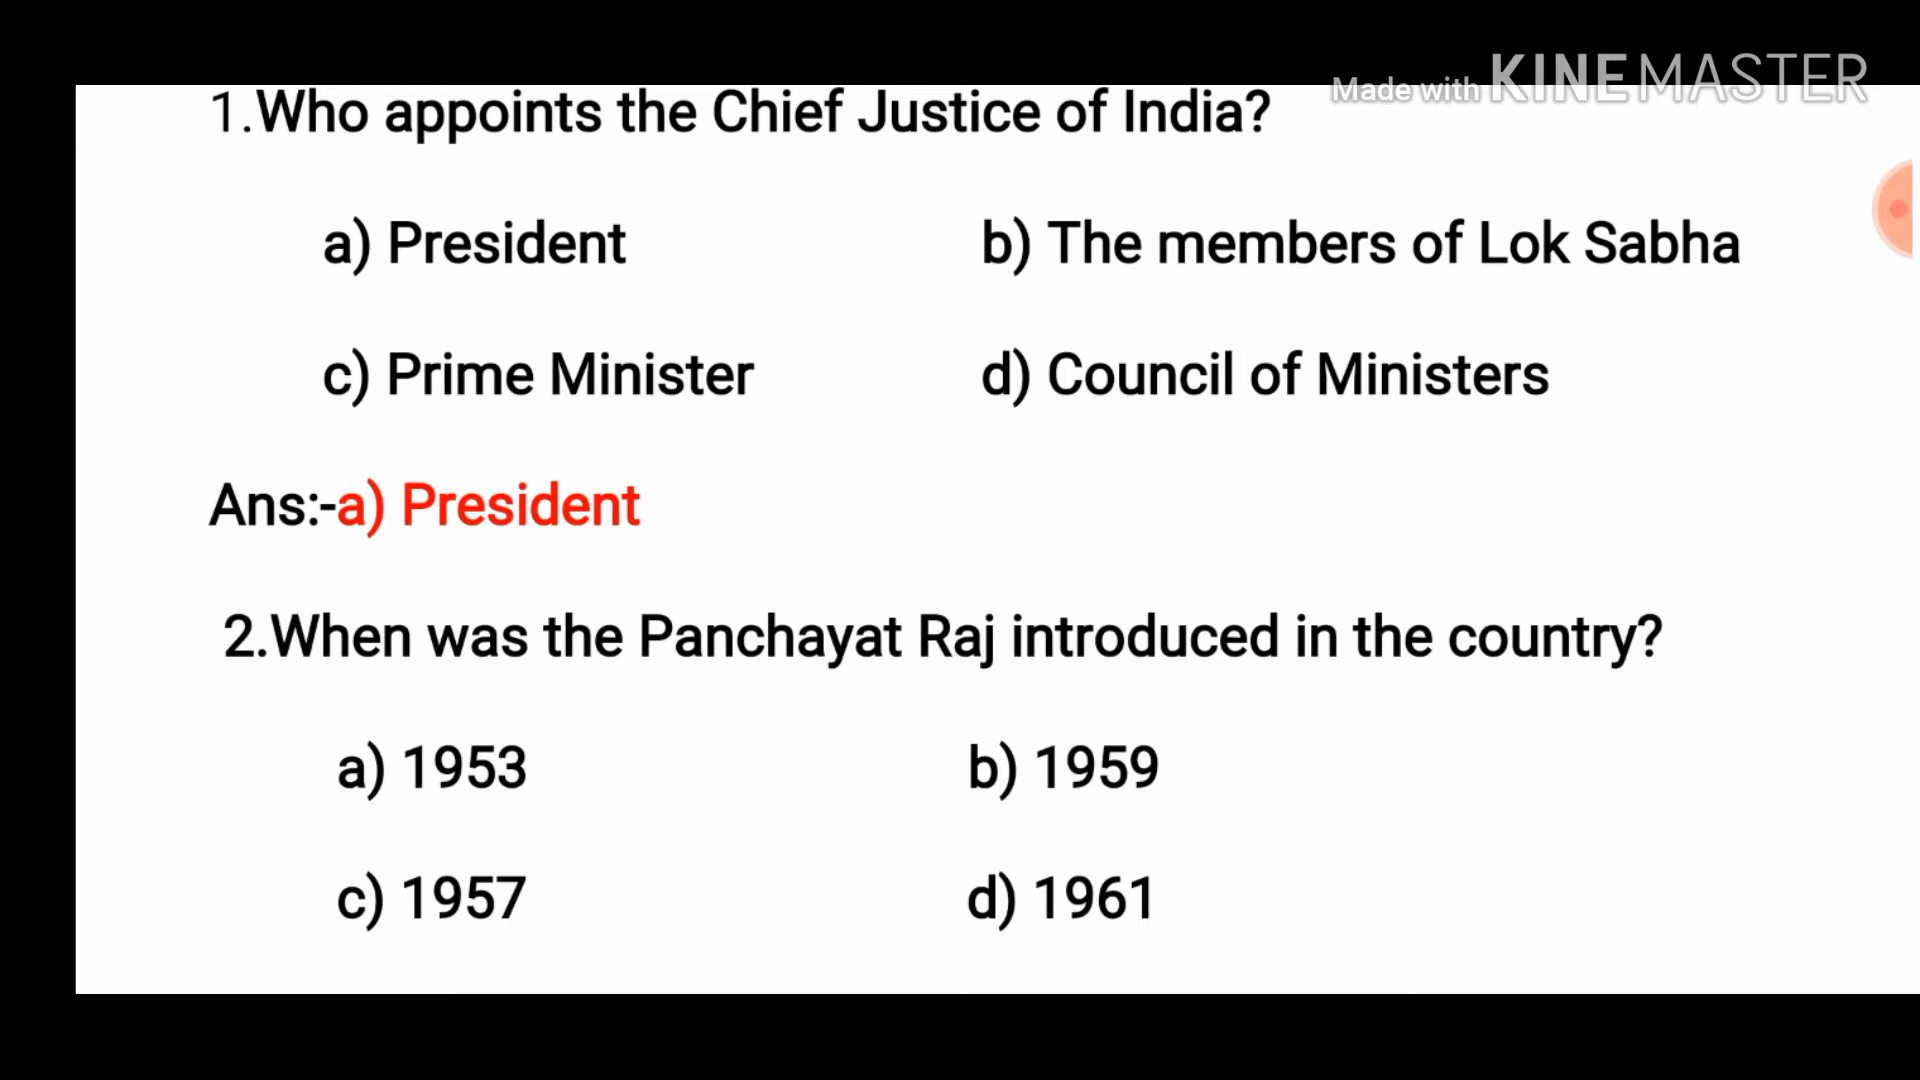 Made with KINEMASTER
1.Who appoints the Chief Justice of India?
a) President b) The members of Lok Sabha
c) Prime Minister d) Council of Ministers
Ans:-a) President
2.When was the Panchayat Raj introduced in the country?
a) 1953 b) 1959
c) 1957 d) 1961